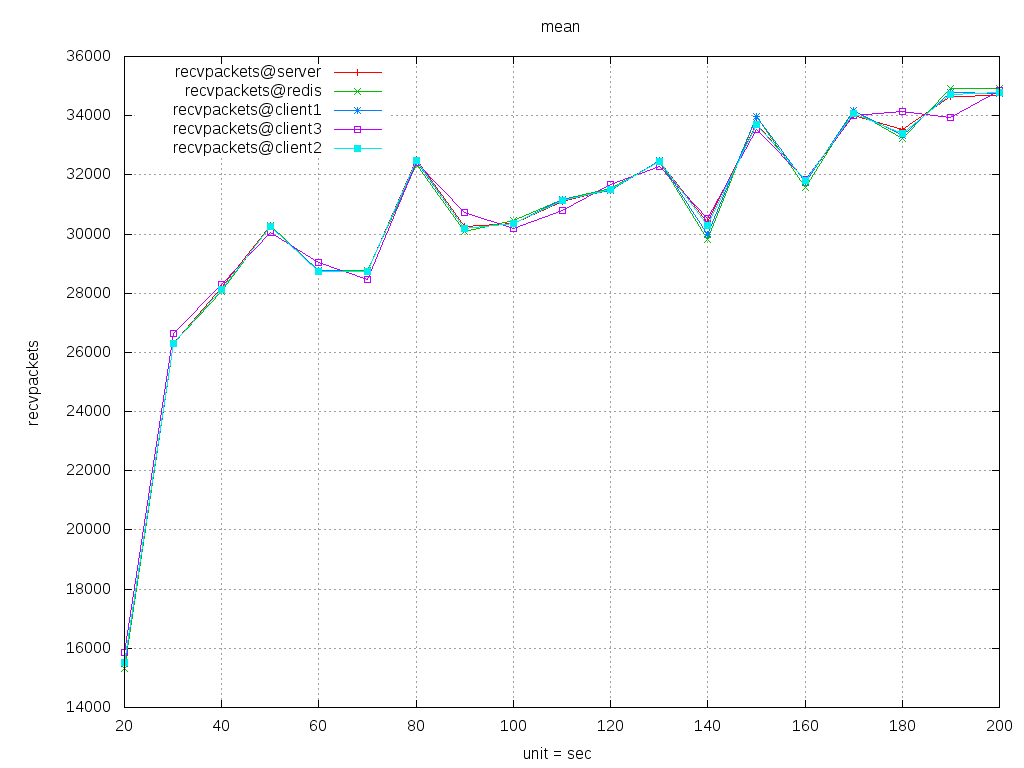 mean
36000
34000
32000
30000
28000
26000
24000
22000
20000
18000
16000
14000
recvpackets
recvpackets@server
recvpackets@redis
recvpackets@client1
recvpackets@client3
recvpackets@client2
20 40 60 80 100 120 140 160 180 200
unit = sec